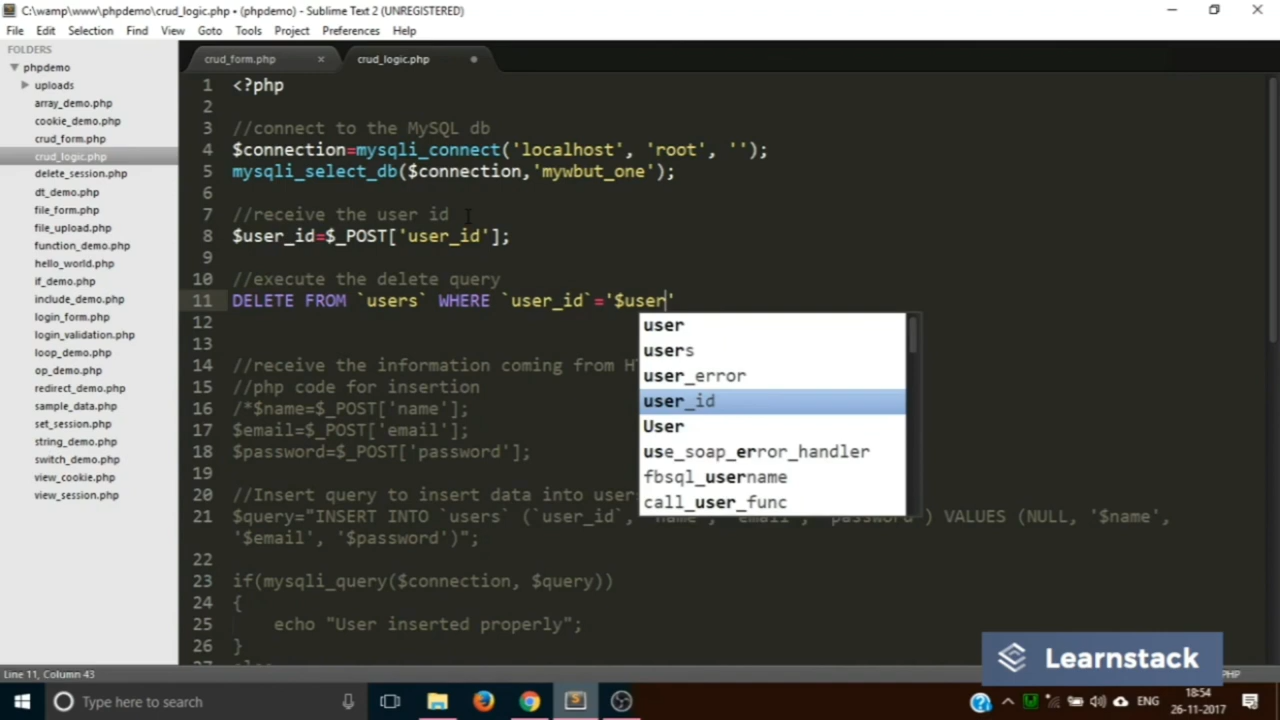 C:\wamp\www\phpdemo\crud_logic.php • (phpdemo) - Sublime Text 2 (UNREGISTERED)
File Edit Selection Find View Goto Tools Project Preferences Help
FOLDERS
phpdemo
uploads
array_demo.php
cookie_demo.php
crud_form.php
crud_logic.php
delete_session.php
dt_demo.php
file_form.php
file_upload.php
function_demo.php
hello_world.php
if_demo.php
include_demo.php
login_form.php
login_validation.php
loop_demo.php
op_demo.php
redirect_demo.php
sample_data.php
set_session.php
string_demo.php
switch_demo.php
view_cookie.php
view_session.php
crud_form.php × crud_logic.php
1 <?php
2
3 //connect to the MySQL db
4 $connection=mysqli_connect('localhost', 'root', '');
5 mysqli_select_db($connection,'mywbut_one');
6
7 //receive the user id
8 $user_id=$_POST['user_id'];
9
10 //execute the delete query
11 DELETE FROM `users` WHERE `user_id`='$user'
12
13
14 //receive the information coming from
15 //php code for insertion
16 /*$name=$_POST['name'];
17 $email=$_POST['email'];
18 $password=$_POST['password'];
19
20 //Insert query to insert data into user
21 $query="INSERT INTO `users` (`user_id`, `name`, `email`, `password`) VALUES (NULL, '$name',
'$email', '$password')";
22
23 if(mysqli_query($connection, $query))
24 {
25 echo "User inserted properly";
26 }
user
users
user_error
user_id
User
use_soap_error_handler
fbsql_username
call_user_func
Learnstack
Line 11, Column 43
PHP
Type here to search
ENG
18:54
26-11-2017